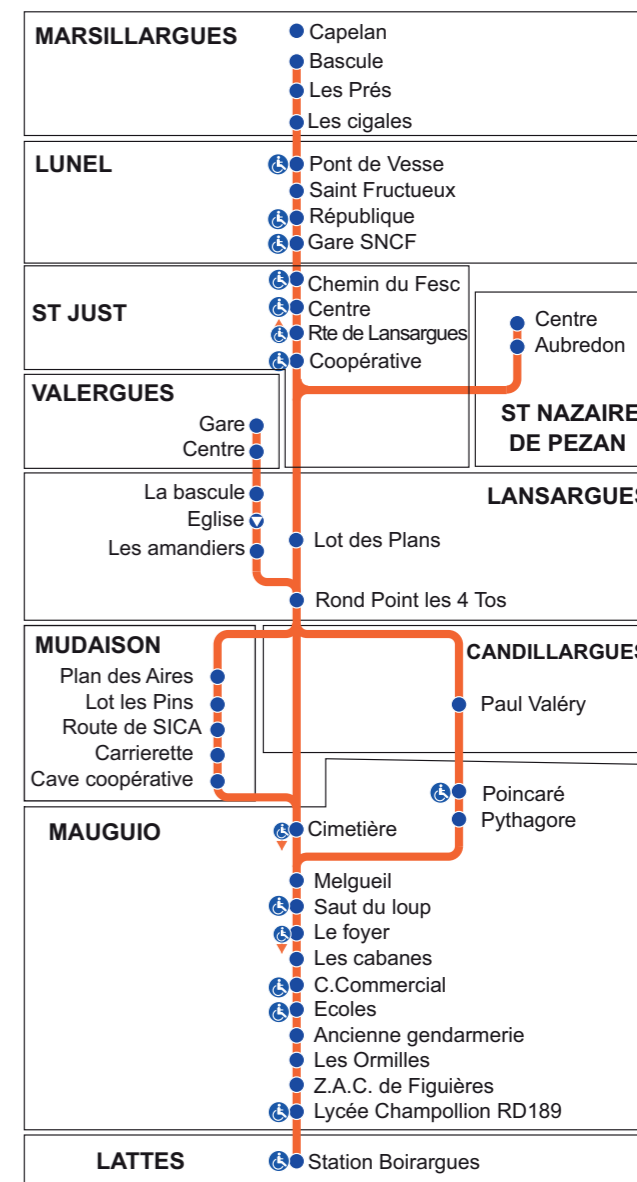 MARSILLARGUES
Capelan
Bascule
Les Prés
Les cigales
LUNEL
Pont de Vesse
Saint Fructueux
République
Gare SNCF
ST JUST
Chemin du Fesc
Centre
Rte de Lansargues
Coopérative
Centre
Aubredon
ST NAZAIRE
DE PEZAN
VALERGUES
Gare
Centre
LANSARGUES
La bascule
Eglise
Les amandiers
Lot des Plans
Rond Point les 4 Tos
MUDAISON
Plan des Aires
Lot les Pins
Route de SICA
Carrierette
Cave coopérative
CANDILLARGUES
Paul Valéry
Poincaré
Pythagore
MAUGUIO
Cimetière
Melgueil
Saut du loup
Le foyer
Les cabanes
C.Commercial
Ecoles
Ancienne gendarmerie
Les Ormilles
Z.A.C. de Figuières
Lycée Champollion RD189
LATTES
Station Boirargues